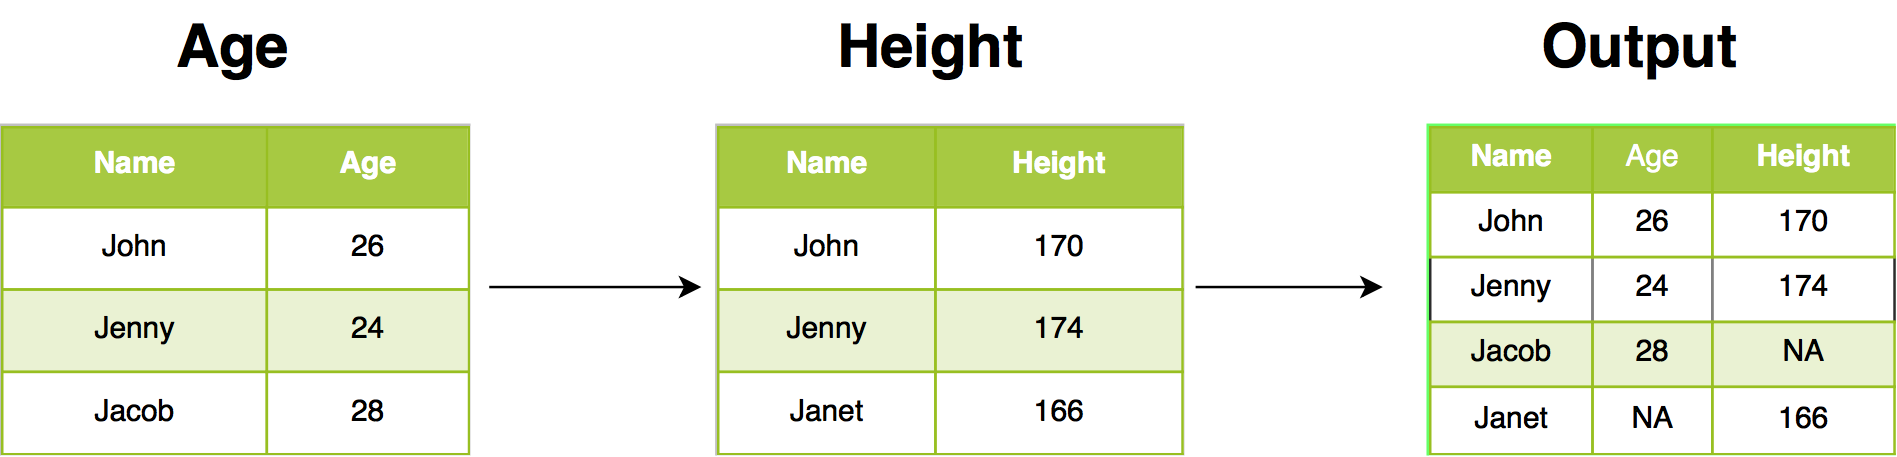 Age
Name Age
John 26
Jenny 24
Jacob 28
Height
Name Height
John 170
Jenny 174
Janet 166
Output
Name Age Height
John 26 170
Jenny 24 174
Jacob 28 NA
Janet NA 166